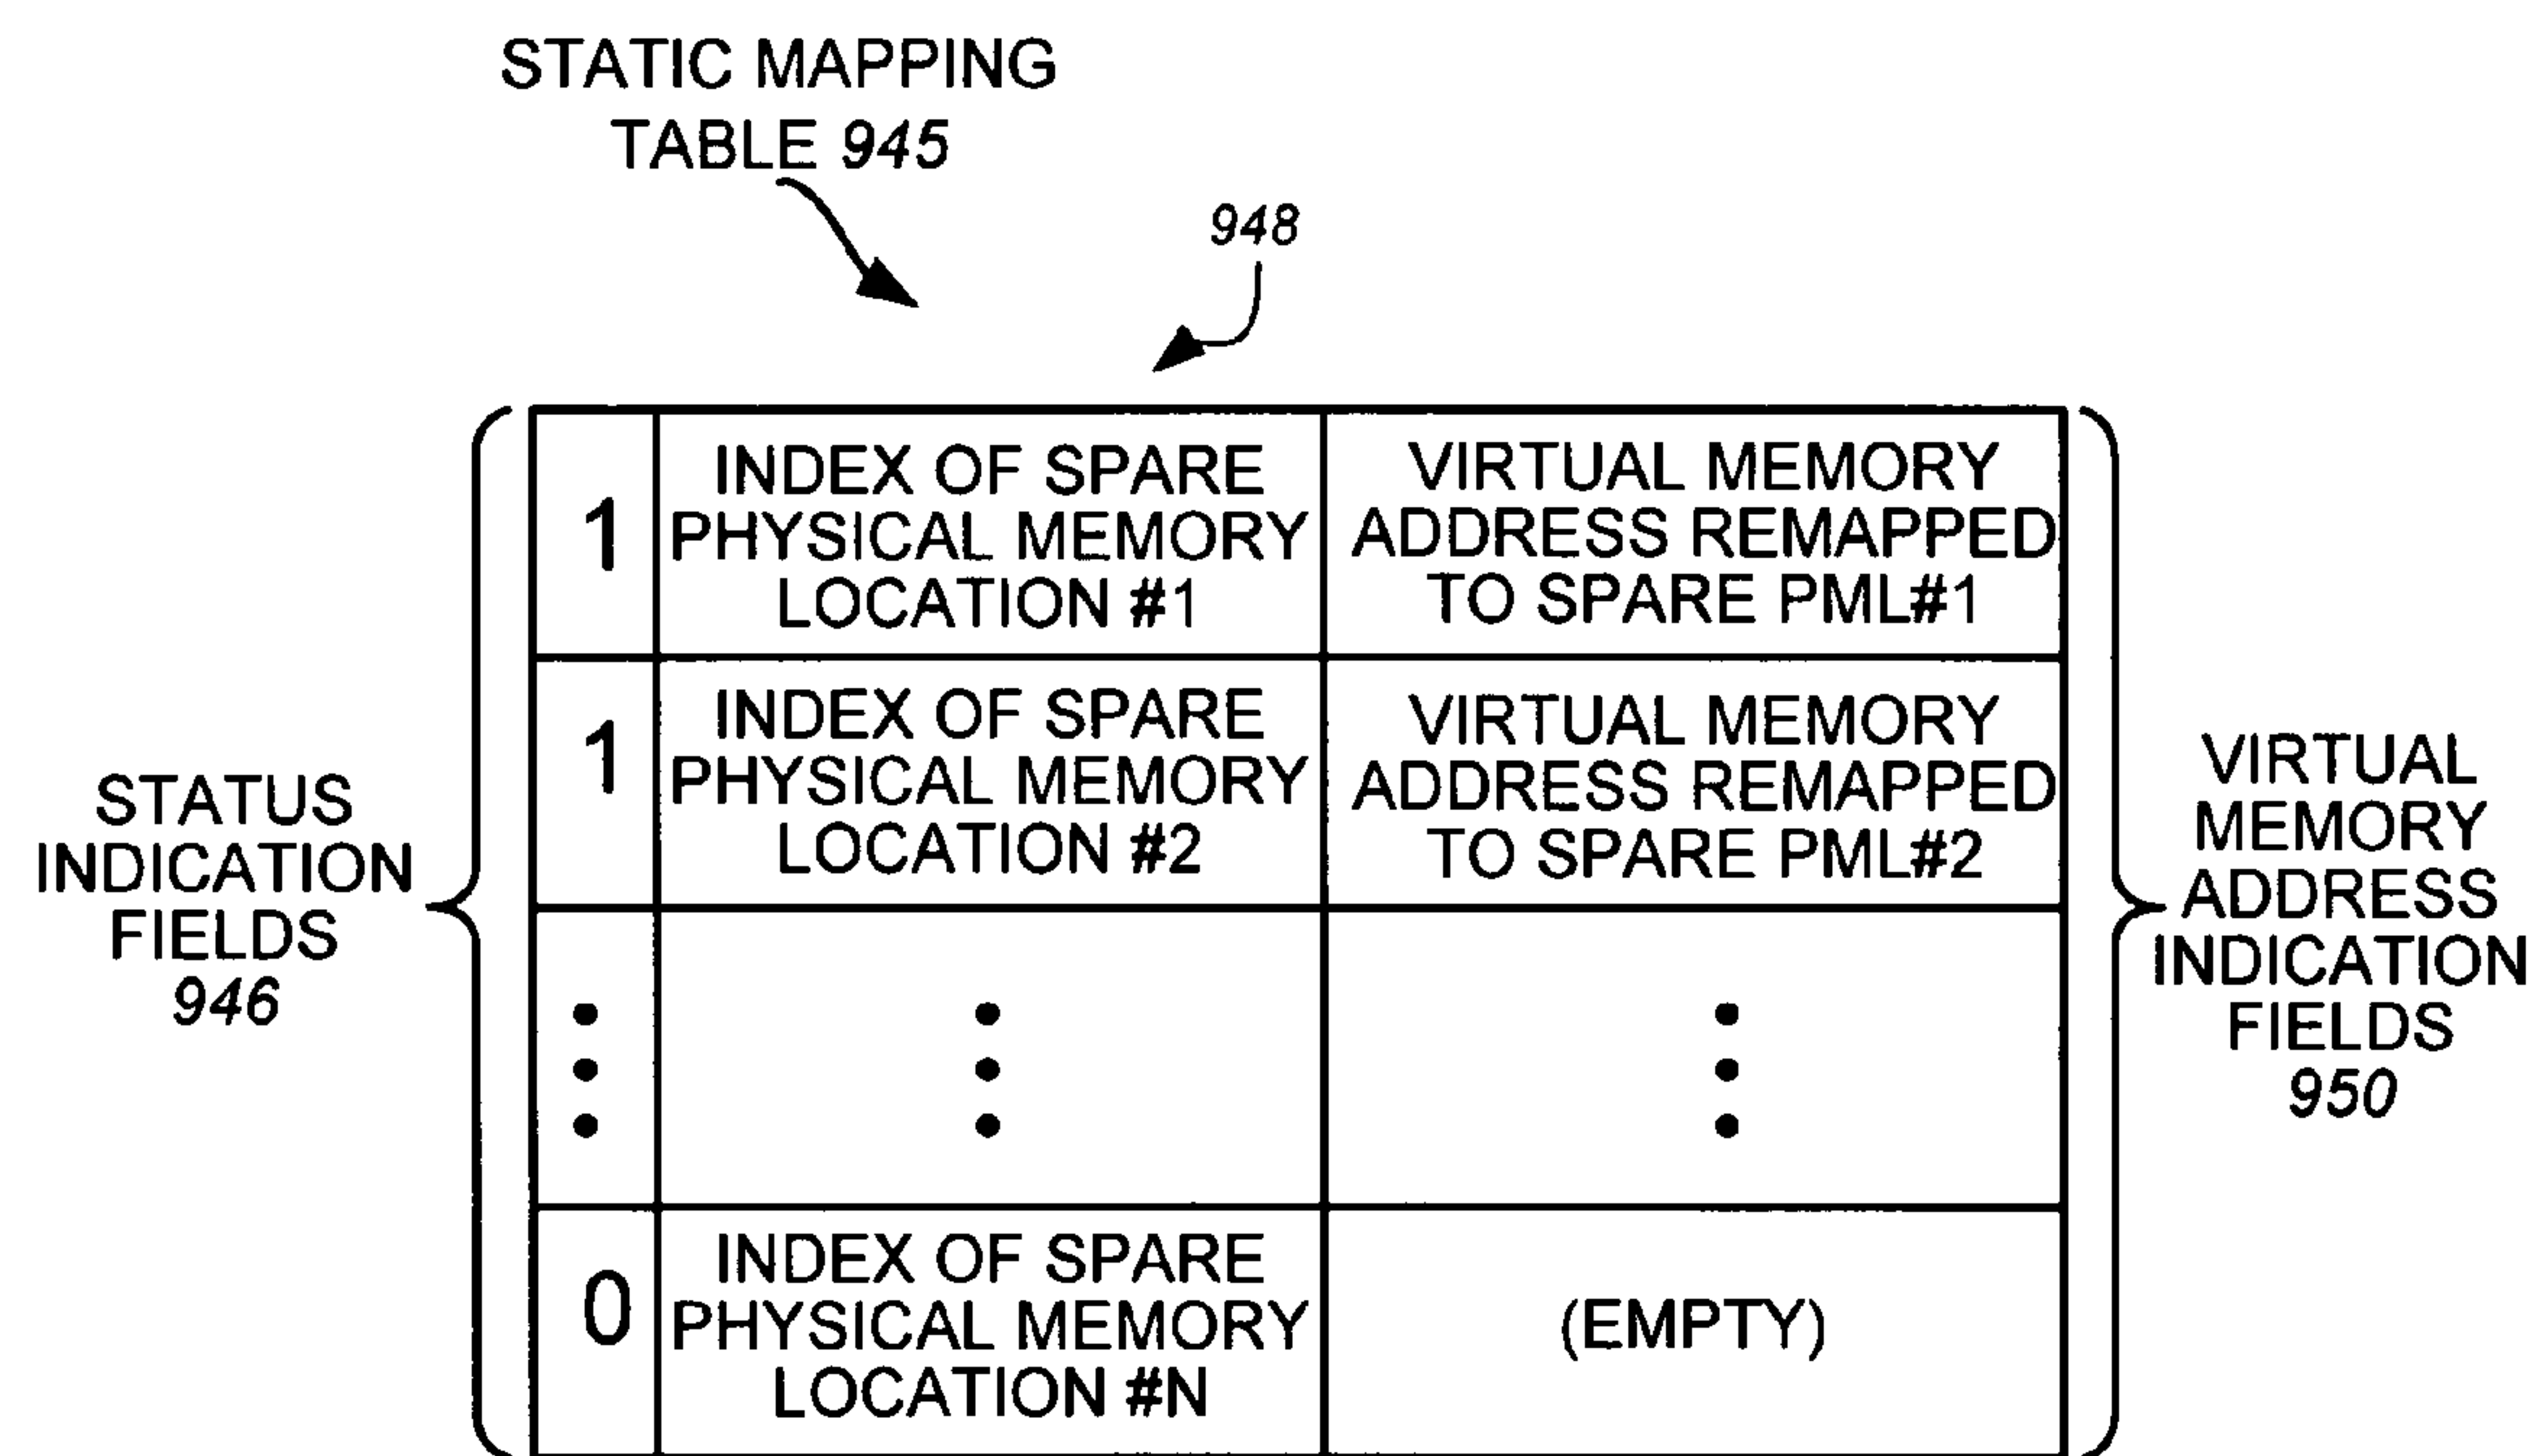 STATIC MAPPING
TABLE 945
948
STATUS
INDICATION
FIELDS
946
1
INDEX OF SPARE
PHYSICAL MEMORY
LOCATION #1
VIRTUAL MEMORY
ADDRESS REMAPPED
TO SPARE PML#1
1
INDEX OF SPARE
PHYSICAL MEMORY
LOCATION #2
VIRTUAL MEMORY
ADDRESS REMAPPED
TO SPARE PML#2
0
INDEX OF SPARE
PHYSICAL MEMORY
LOCATION #N
(EMPTY)
VIRTUAL
MEMORY
ADDRESS
INDICATION
FIELDS
950